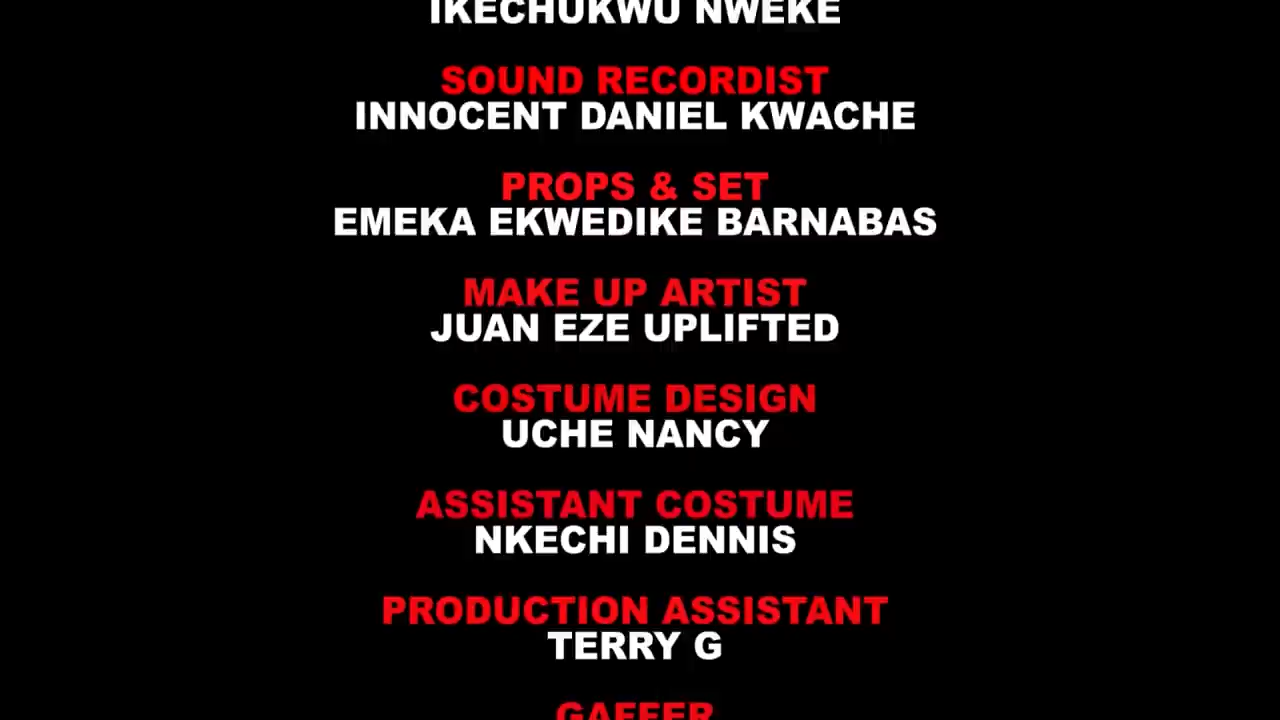 IKECHUKWU NWEKE
SOUND RECORDIST
INNOCENT DANIEL KWACHE
PROPS & SET
EMEKA EKWEDIKE BARNABAS
MAKE UP ARTIST
JUAN EZE UPLIFTED
COSTUME DESIGN
UCHE NANCY
ASSISTANT COSTUME
NKECHI DENNIS
PRODUCTION ASSISTANT
TERRY G
GAFFER